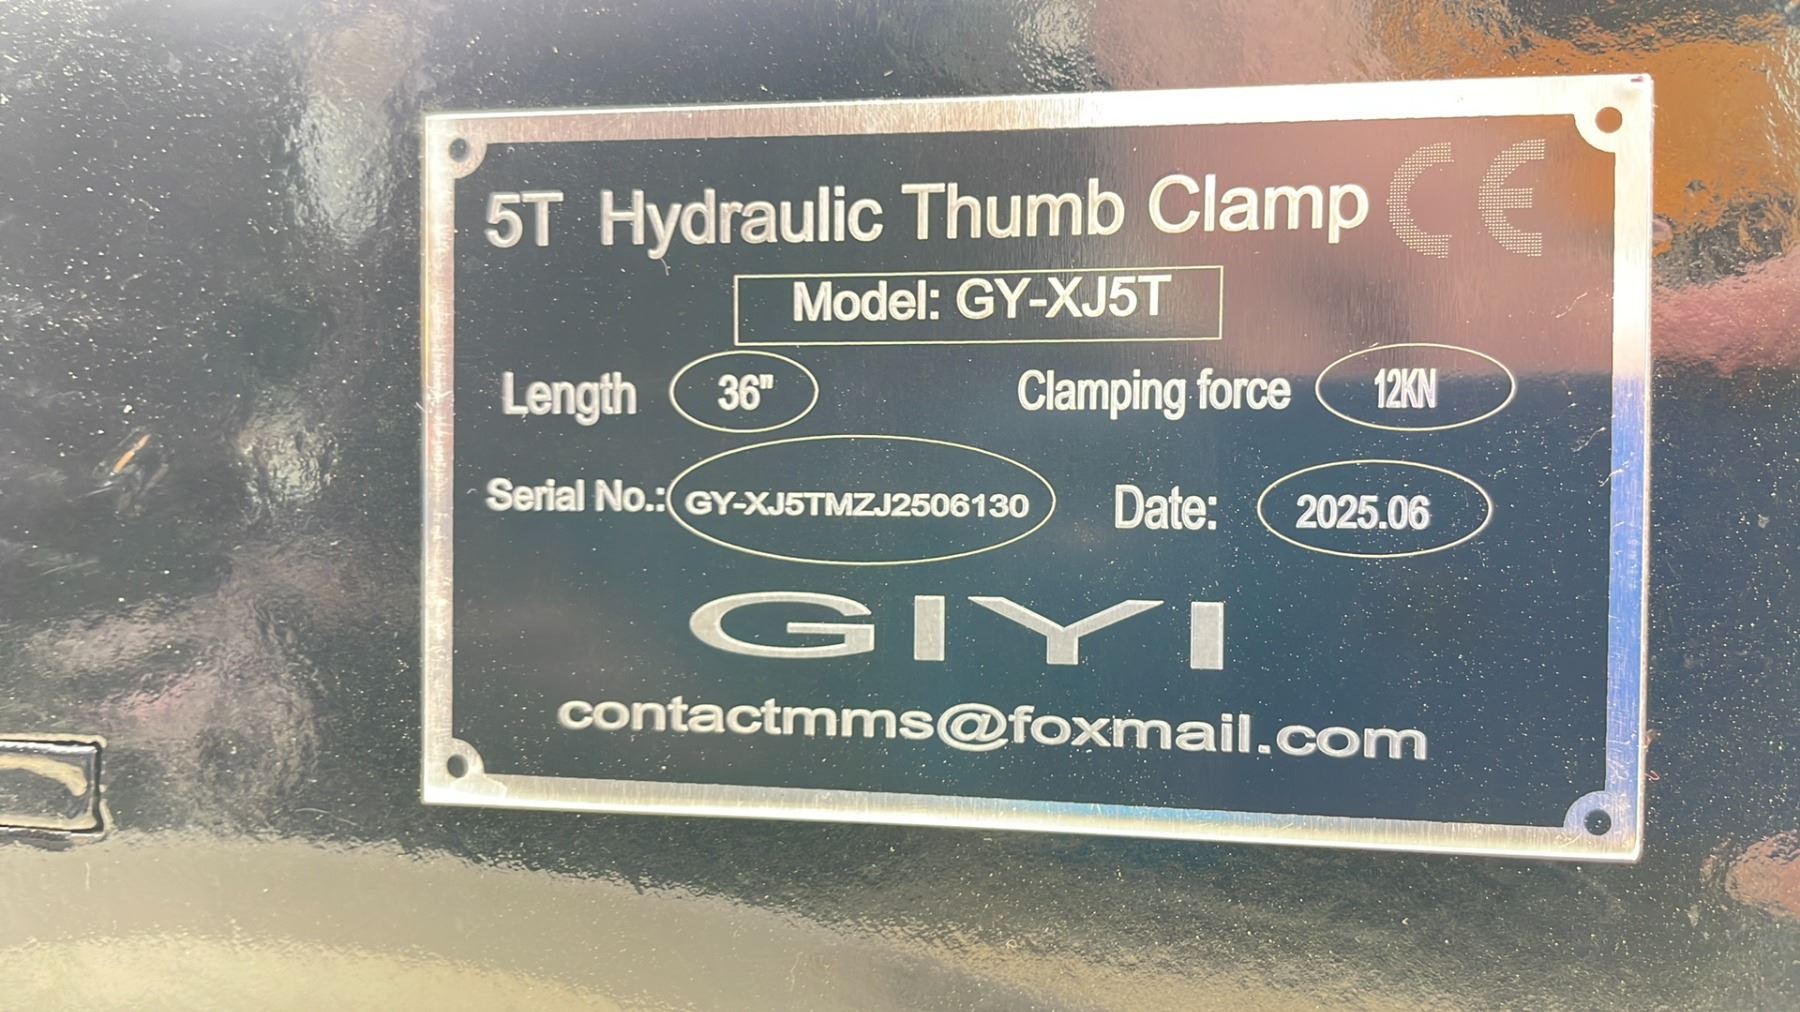 5T Hydraulic Thumb Clamp CE
Model: GY-XJ5T
Length 36" Clamping force 12KN
Serial No.: GY-XJ5TMZJ2506130 Date: 2025.06
GIYI
contactmms@foxmail.com